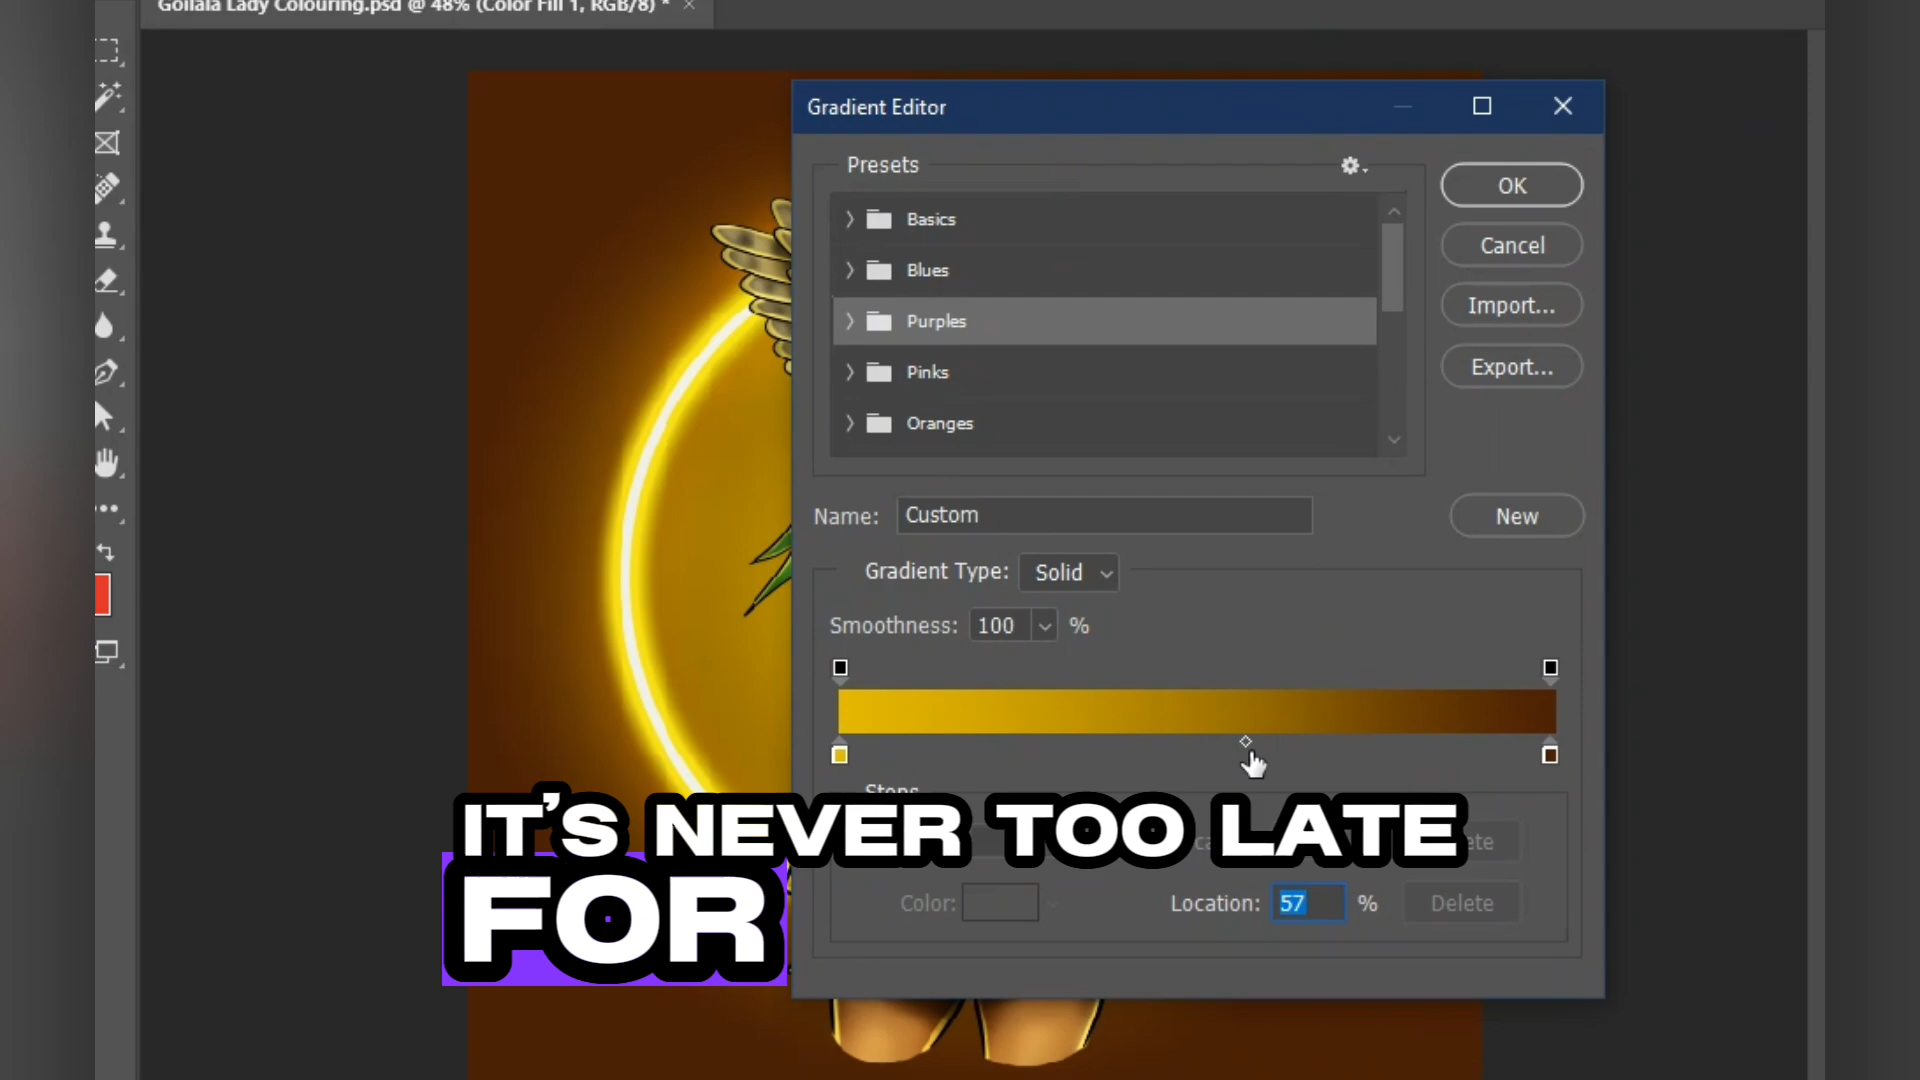 Gollala Lady Colouring.psd @ 48% (Color Fill 1, RGB/8) *
Gradient Editor
Presets
Basics
Blues
Purples
Pinks
Oranges
OK
Cancel
Import...
Export...
Name: Custom
New
Gradient Type: Solid
Smoothness: 100 %
Stops
IT'S NEVER TOO LATE
FOR
Color:
Location: 57 %
Delete